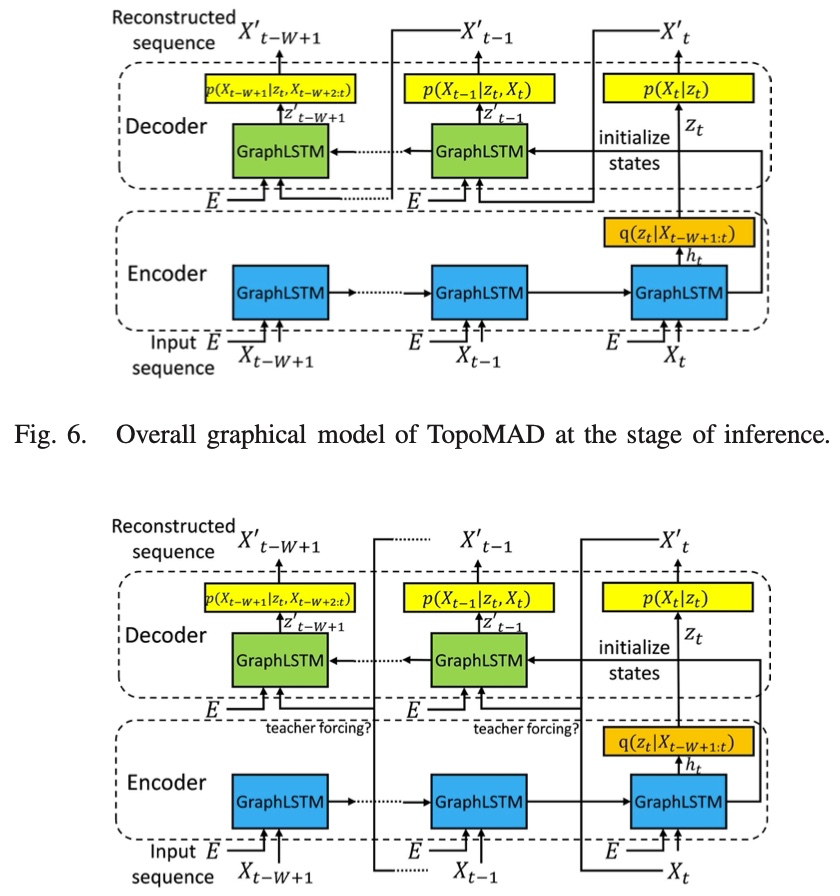 Reconstructed
sequence
X'_{t-W+1}
X'_{t-1}
X'_t
p(X_{t-W+1}|z_t, X_{t-W+2:t})
p(X_{t-1}|z_t, X_t)
p(X_t|z_t)
z'_{t-W+1}
z'_{t-1}
z_t
Decoder
GraphLSTM
GraphLSTM
initialize
states
E
E
q(z_t|X_{t-W+1:t})
h_t
Encoder
GraphLSTM
GraphLSTM
GraphLSTM
Input
sequence
E
X_{t-W+1}
E
X_{t-1}
E
X_t
Fig. 6. Overall graphical model of TopoMAD at the stage of inference.
Reconstructed
sequence
X'_{t-W+1}
X'_{t-1}
X'_t
p(X_{t-W+1}|z_t, X_{t-W+2:t})
p(X_{t-1}|z_t, X_t)
p(X_t|z_t)
z'_{t-W+1}
z'_{t-1}
z_t
Decoder
GraphLSTM
GraphLSTM
initialize
states
E
E
teacher forcing?
teacher forcing?
q(z_t|X_{t-W+1:t})
h_t
Encoder
GraphLSTM
GraphLSTM
GraphLSTM
Input
sequence
E
X_{t-W+1}
E
X_{t-1}
E
X_t